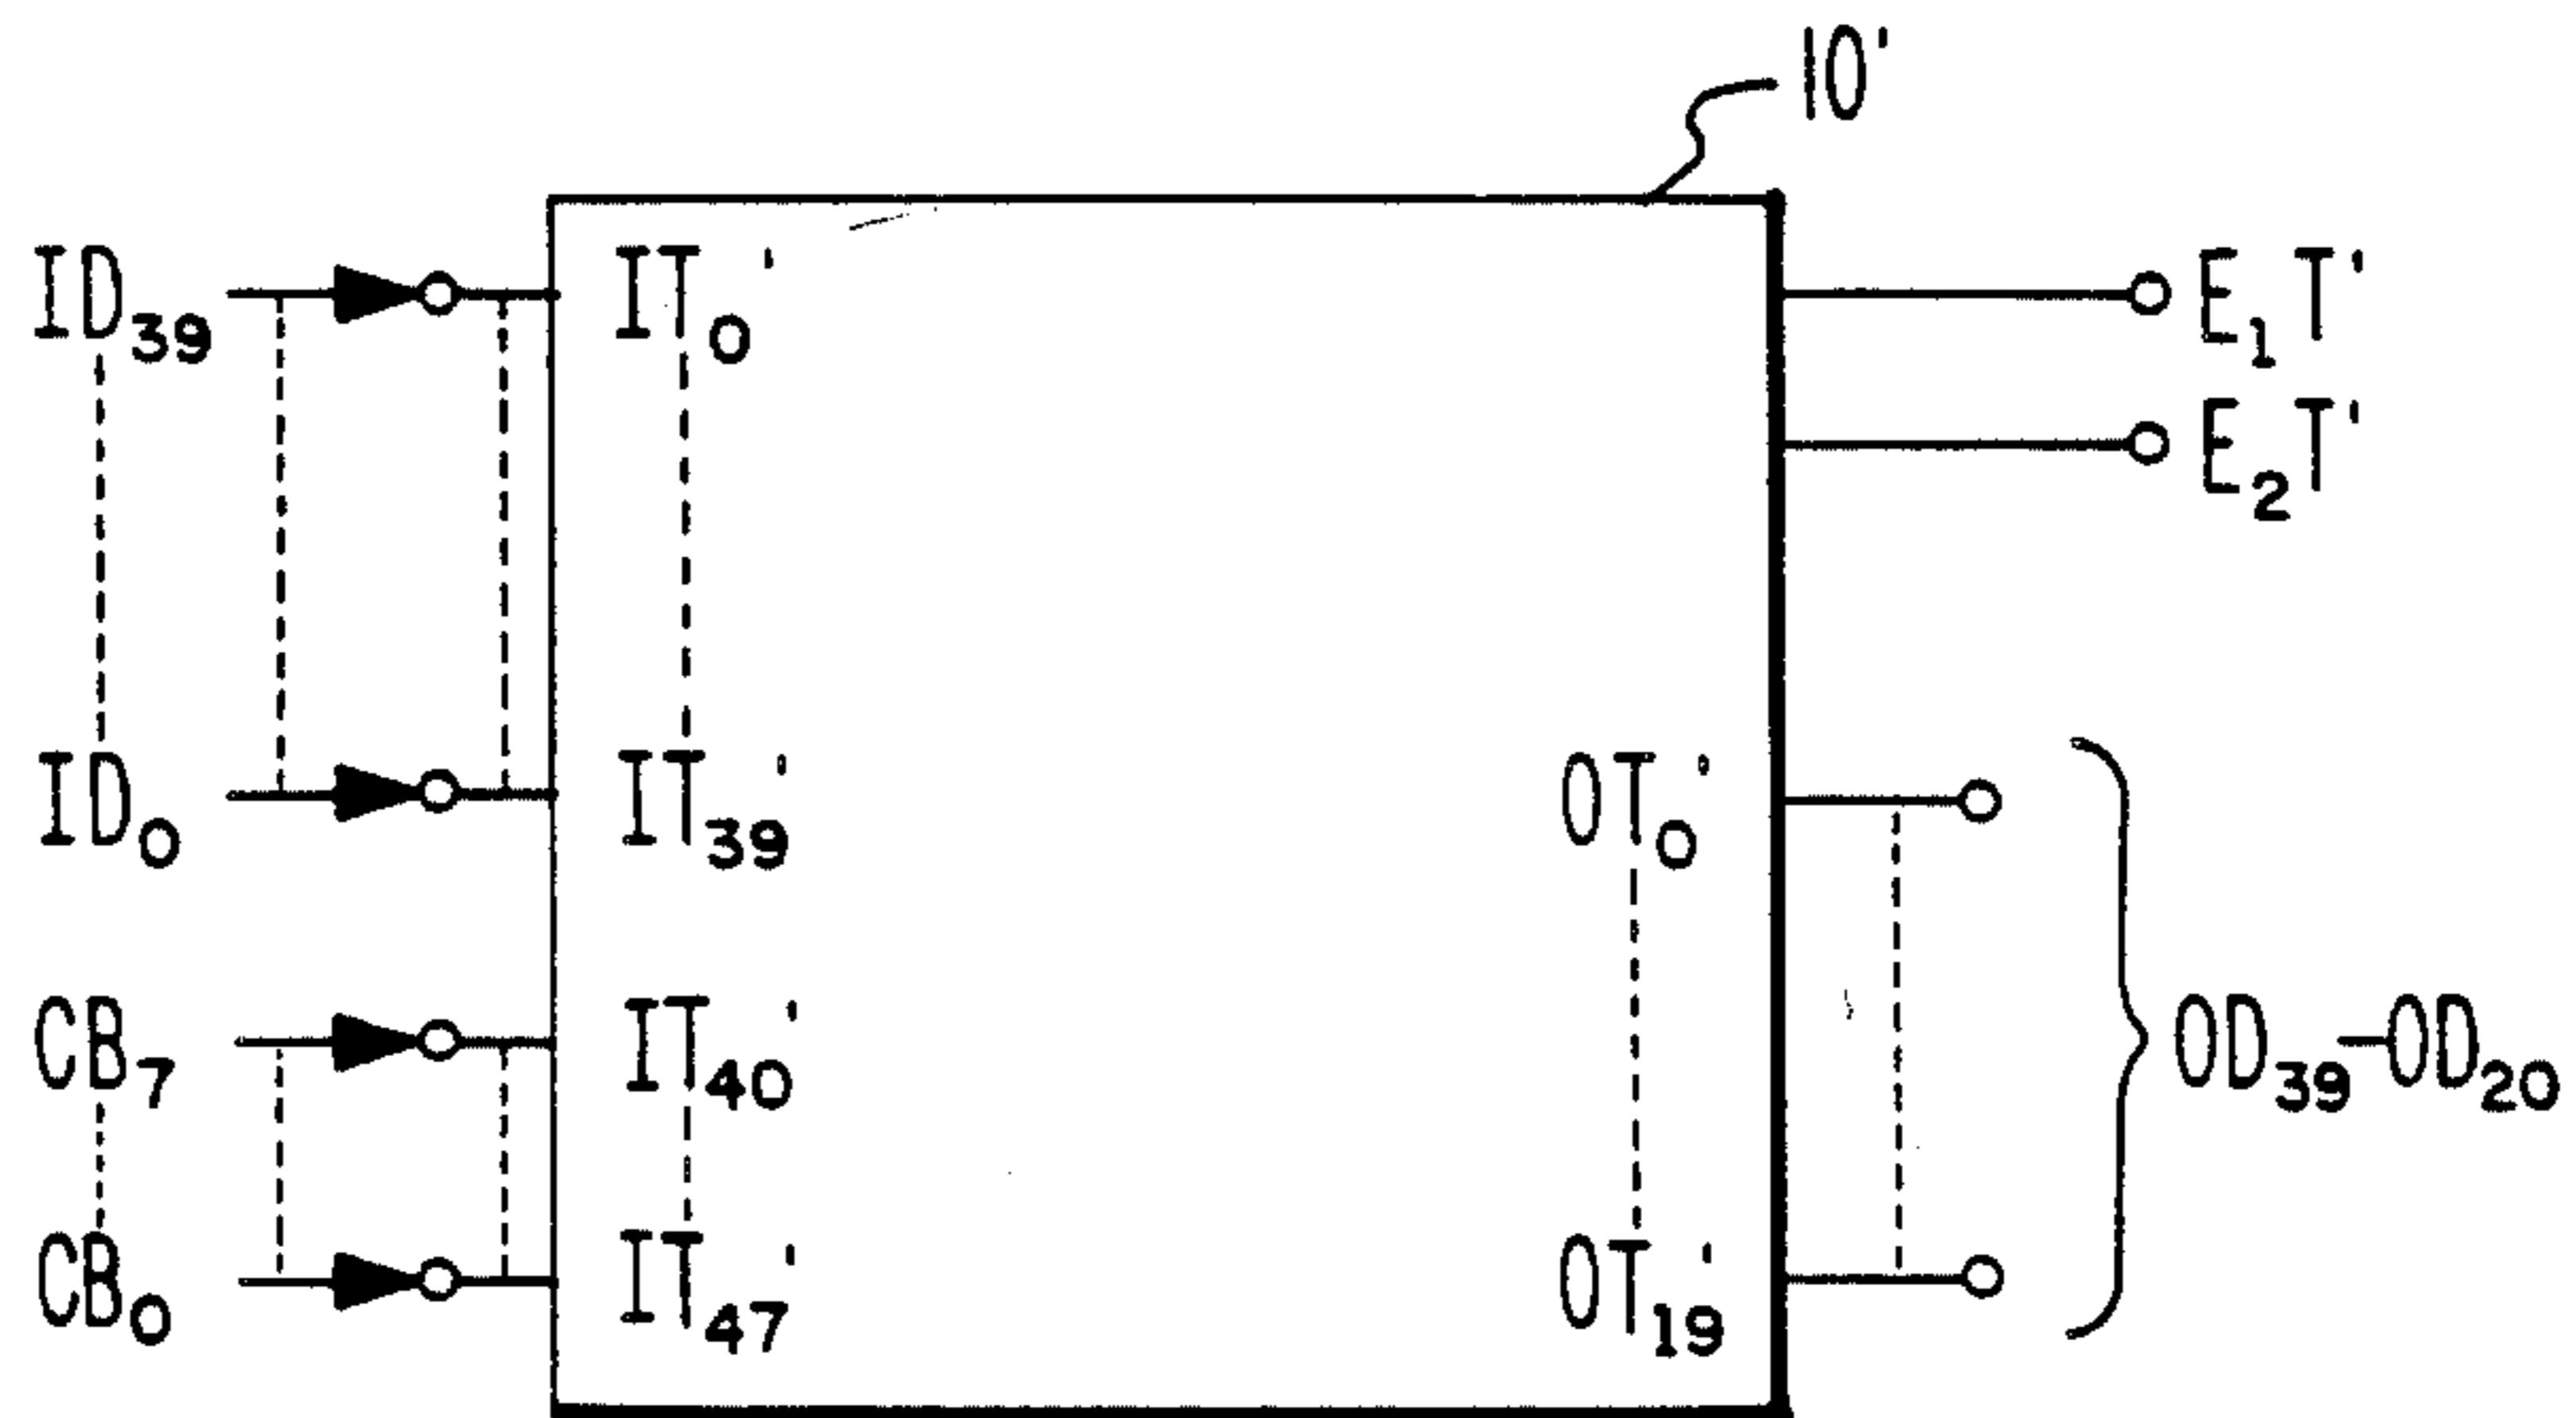 10'
ID₃₉ IT₀' E₁T'
E₂T'
ID₀ IT₃₉' OT₀'
CB₇ IT₄₀' OD₃₉—OD₂₀
CB₀ IT₄₇' OT₁₉'